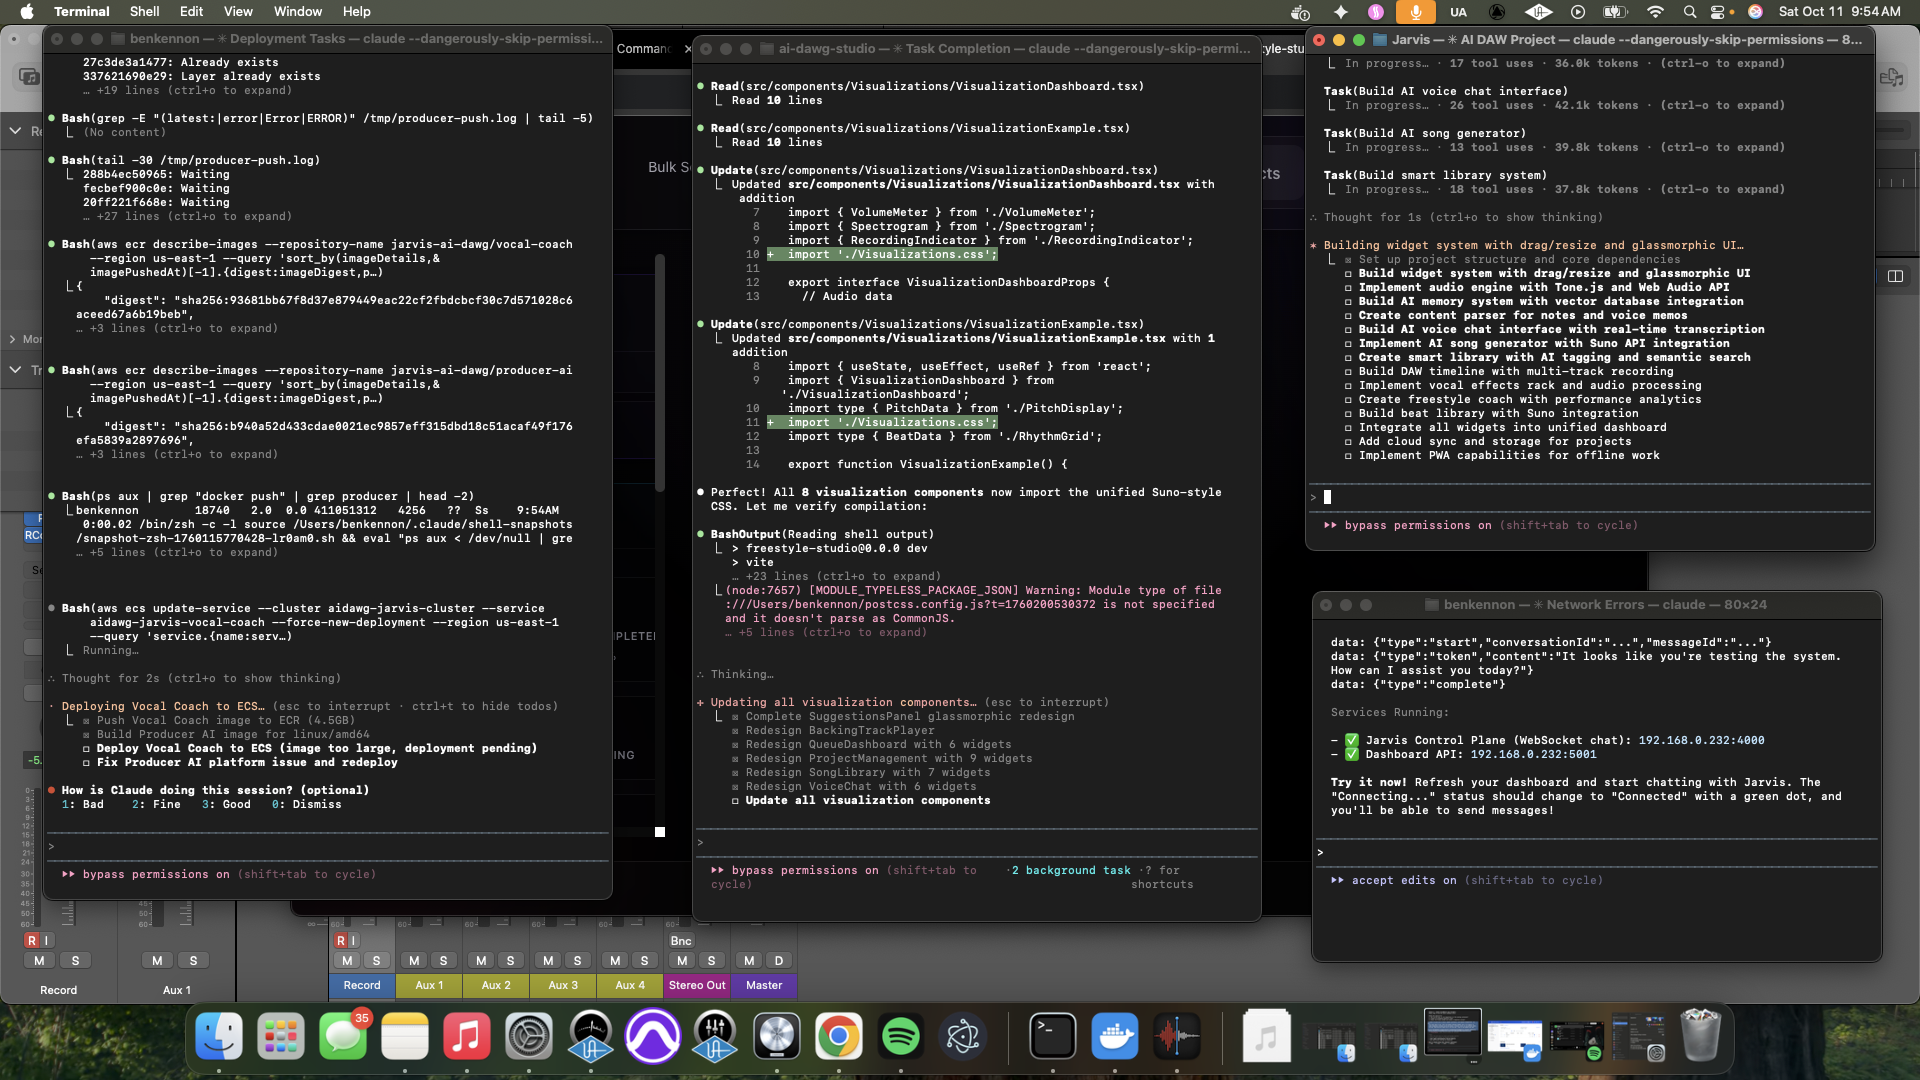 Terminal Shell Edit View Window Help
UA Sat Oct 11 9:54 AM
benkennon — ✳ Deployment Tasks — claude --dangerously-skip-permissi...
27c3de3a1477: Already exists
337621690e29: Layer already exists
… +19 lines (ctrl+o to expand)
Bash(grep -E "(latest:|error|Error|ERROR)" /tmp/producer-push.log | tail -5)
(No content)
Bash(tail -30 /tmp/producer-push.log)
288b4ec50965: Waiting
fecbef900c0e: Waiting
20ff221f668e: Waiting
… +27 lines (ctrl+o to expand)
Bash(aws ecr describe-images --repository-name jarvis-ai-dawg/vocal-coach
--region us-east-1 --query 'sort_by(imageDetails,&
imagePushedAt)[-1].{digest:imageDigest,p…)
{
"digest": "sha256:93681bb67f8d37e879449eac22cf2fbdcbcf30c7d571028c6
aceed67a6b19beb",
… +3 lines (ctrl+o to expand)
Bash(aws ecr describe-images --repository-name jarvis-ai-dawg/producer-ai
--region us-east-1 --query 'sort_by(imageDetails,&
imagePushedAt)[-1].{digest:imageDigest,p…)
{
"digest": "sha256:b940a52d433cdae0021ec9857eff315dbd18c51acaf49f176
efa5839a2897696",
… +3 lines (ctrl+o to expand)
Bash(ps aux | grep "docker push" | grep producer | head -2)
benkennon 18740 2.0 0.0 411051312 4256 ?? Ss 9:54AM
0:00.02 /bin/zsh -c -l source /Users/benkennon/.claude/shell-snapshots
/snapshot-zsh-1760115770428-lr0am0.sh && eval "ps aux < /dev/null | gre
… +5 lines (ctrl+o to expand)
Bash(aws ecs update-service --cluster aidawg-jarvis-cluster --service
aidawg-jarvis-vocal-coach --force-new-deployment --region us-east-1
--query 'service.{name:serv…)
Running…
∴ Thought for 2s (ctrl+o to show thinking)
· Deploying Vocal Coach to ECS… (esc to interrupt · ctrl+t to hide todos)
☒ Push Vocal Coach image to ECR (4.5GB)
☒ Build Producer AI image for linux/amd64
☐ Deploy Vocal Coach to ECS (image too large, deployment pending)
☐ Fix Producer AI platform issue and redeploy
● How is Claude doing this session? (optional)
1: Bad 2: Fine 3: Good 0: Dismiss
>
▸▸ bypass permissions on (shift+tab to cycle)
ai-dawg-studio — ✳ Task Completion — claude --dangerously-skip-permi...
Read(src/components/Visualizations/VisualizationDashboard.tsx)
Read 10 lines
Read(src/components/Visualizations/VisualizationExample.tsx)
Read 10 lines
Update(src/components/Visualizations/VisualizationDashboard.tsx)
Updated src/components/Visualizations/VisualizationDashboard.tsx with
addition
7 import { VolumeMeter } from './VolumeMeter';
8 import { Spectrogram } from './Spectrogram';
9 import { RecordingIndicator } from './RecordingIndicator';
10 + import './Visualizations.css';
11
12 export interface VisualizationDashboardProps {
13 // Audio data
Update(src/components/Visualizations/VisualizationExample.tsx)
Updated src/components/Visualizations/VisualizationExample.tsx with 1
addition
8 import { useState, useEffect, useRef } from 'react';
9 import { VisualizationDashboard } from
'./VisualizationDashboard';
10 import type { PitchData } from './PitchDisplay';
11 + import './Visualizations.css';
12 import type { BeatData } from './RhythmGrid';
13
14 export function VisualizationExample() {
Perfect! All 8 visualization components now import the unified Suno-style
CSS. Let me verify compilation:
BashOutput(Reading shell output)
> freestyle-studio@0.0.0 dev
> vite
… +23 lines (ctrl+o to expand)
(node:7657) [MODULE_TYPELESS_PACKAGE_JSON] Warning: Module type of file
:///Users/benkennon/postcss.config.js?t=1760200530372 is not specified
and it doesn't parse as CommonJS.
… +5 lines (ctrl+o to expand)
∴ Thinking…
+ Updating all visualization components… (esc to interrupt)
☒ Complete SuggestionsPanel glassmorphic redesign
☒ Redesign BackingTrackPlayer
☒ Redesign QueueDashboard with 6 widgets
☒ Redesign ProjectManagement with 9 widgets
☒ Redesign SongLibrary with 7 widgets
☒ Redesign VoiceChat with 6 widgets
☐ Update all visualization components
>
▸▸ bypass permissions on (shift+tab to cycle) · 2 background task · ? for shortcuts
Jarvis — ✳ AI DAW Project — claude --dangerously-skip-permissions — 8...
In progress… · 17 tool uses · 36.0k tokens · (ctrl-o to expand)
Task(Build AI voice chat interface)
In progress… · 26 tool uses · 42.1k tokens · (ctrl-o to expand)
Task(Build AI song generator)
In progress… · 13 tool uses · 39.8k tokens · (ctrl-o to expand)
Task(Build smart library system)
In progress… · 18 tool uses · 37.8k tokens · (ctrl-o to expand)
∴ Thought for 1s (ctrl+o to show thinking)
✶ Building widget system with drag/resize and glassmorphic UI…
☒ Set up project structure and core dependencies
☐ Build widget system with drag/resize and glassmorphic UI
☐ Implement audio engine with Tone.js and Web Audio API
☐ Build AI memory system with vector database integration
☐ Create content parser for notes and voice memos
☐ Build AI voice chat interface with real-time transcription
☐ Implement AI song generator with Suno API integration
☐ Create smart library with AI tagging and semantic search
☐ Build DAW timeline with multi-track recording
☐ Implement vocal effects rack and audio processing
☐ Create freestyle coach with performance analytics
☐ Build beat library with Suno integration
☐ Integrate all widgets into unified dashboard
☐ Add cloud sync and storage for projects
☐ Implement PWA capabilities for offline work
>
▸▸ bypass permissions on (shift+tab to cycle)
benkennon — ✳ Network Errors — claude — 80×24
data: {"type":"start","conversationId":"...","messageId":"..."}
data: {"type":"token","content":"It looks like you're testing the system.
How can I assist you today?"}
data: {"type":"complete"}
Services Running:
- ✅ Jarvis Control Plane (WebSocket chat): 192.168.0.232:4000
- ✅ Dashboard API: 192.168.0.232:5001
Try it now! Refresh your dashboard and start chatting with Jarvis. The
"Connecting..." status should change to "Connected" with a green dot, and
you'll be able to send messages!
>
▸▸ accept edits on (shift+tab to cycle)
R I
M S
Record
M S
Aux 1
R I
M S M S M S M S M S Bnc M S M D
Record Aux 1 Aux 2 Aux 3 Aux 4 Stereo Out Master
35